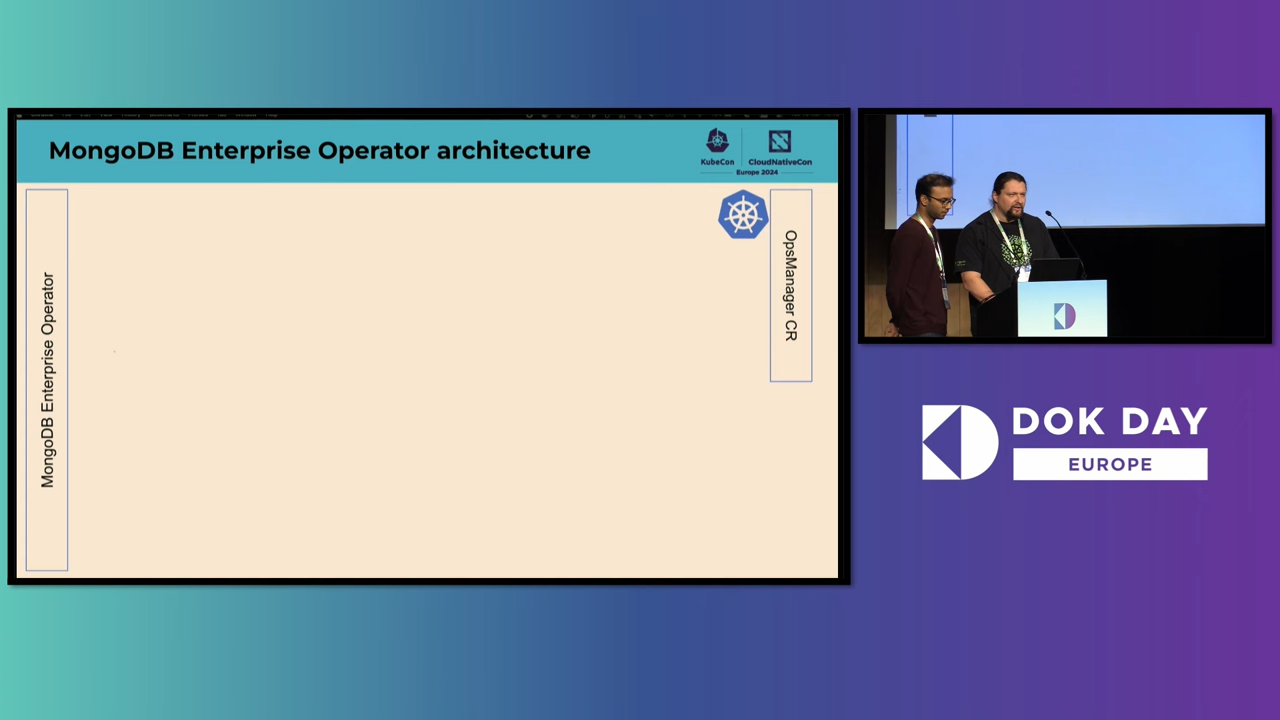 MongoDB Enterprise Operator architecture
KubeCon
CloudNativeCon
Europe 2024
MongoDB Enterprise Operator
OpsManager CR
DOK DAY
EUROPE